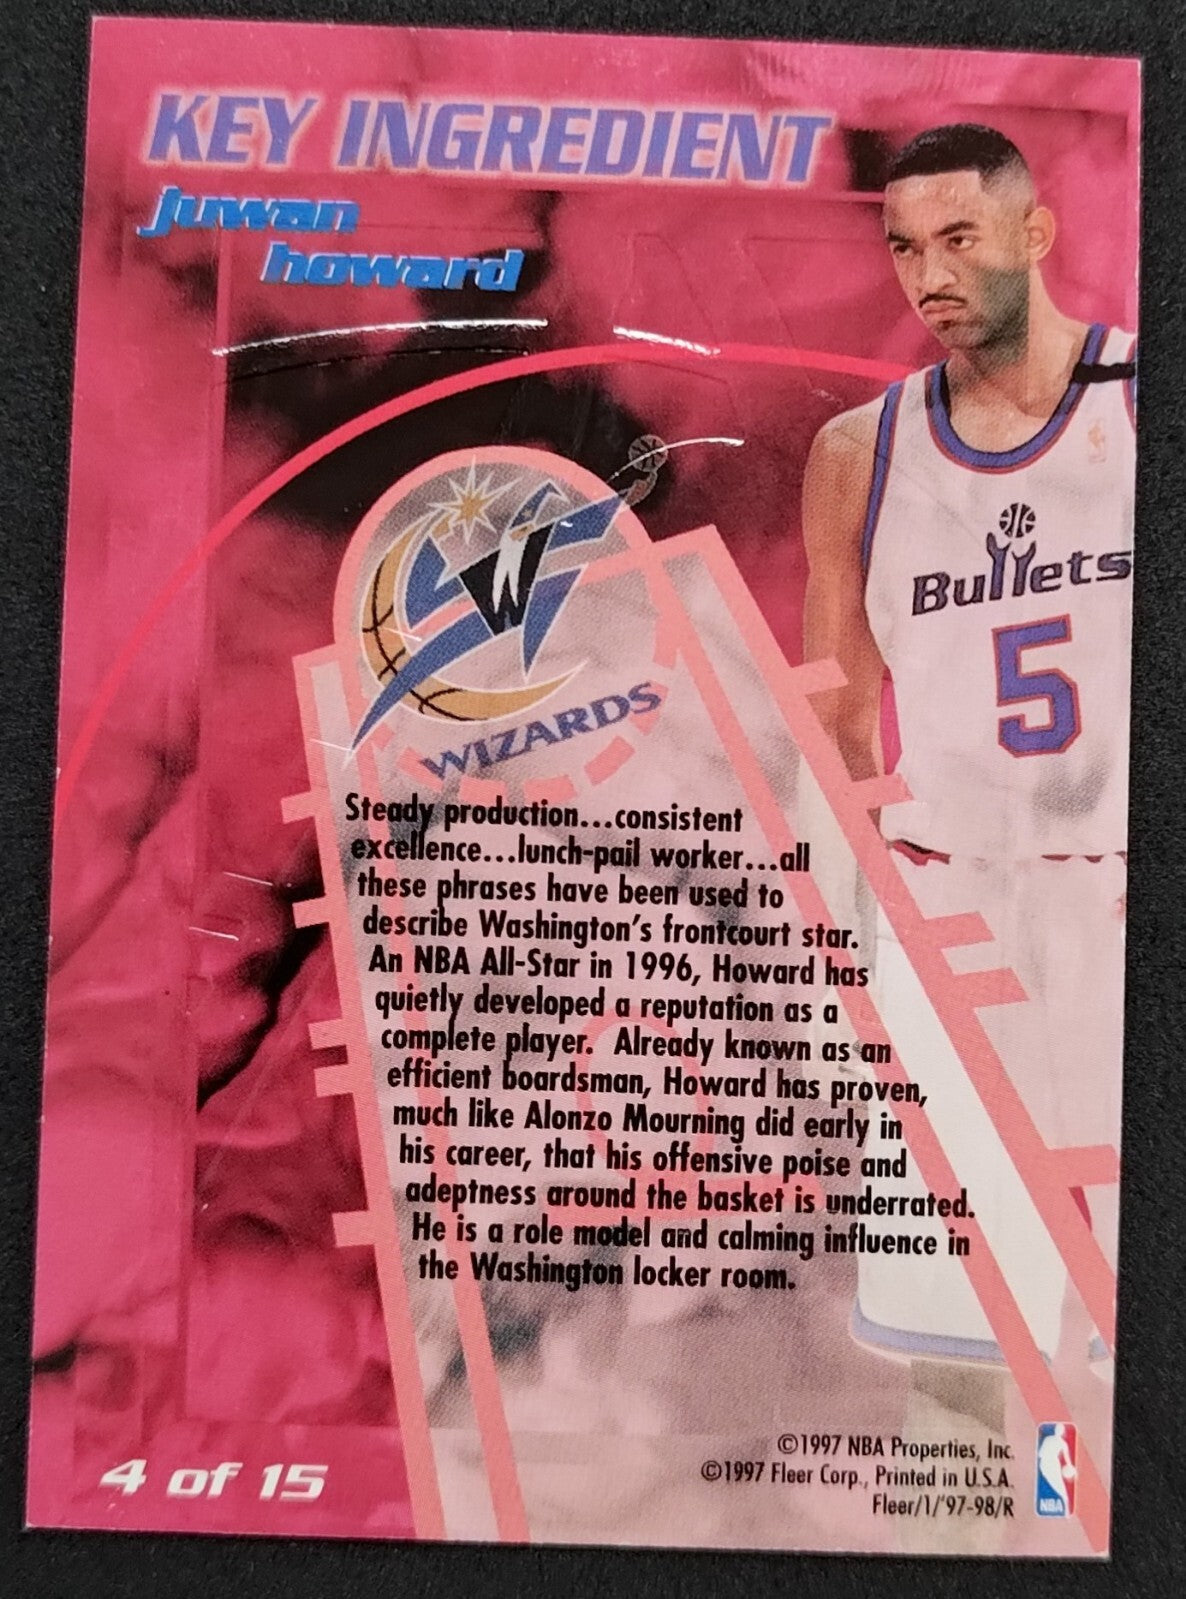 KEY INGREDIENT
juwan
howard
Bullets
5
WIZARDS
Steady production...consistent
excellence...lunch-pail worker...all
these phrases have been used to
describe Washington's frontcourt star.
An NBA All-Star in 1996, Howard has
quietly developed a reputation as a
complete player.  Already known as an
efficient boardsman, Howard has proven,
much like Alonzo Mourning did early in
his career, that his offensive poise and
adeptness around the basket is underrated.
He is a role model and calming influence in
the Washington locker room.
4 of 15
©1997 NBA Properties, Inc.
©1997 Fleer Corp., Printed in U.S.A.
Fleer/1/'97-98/R
NBA